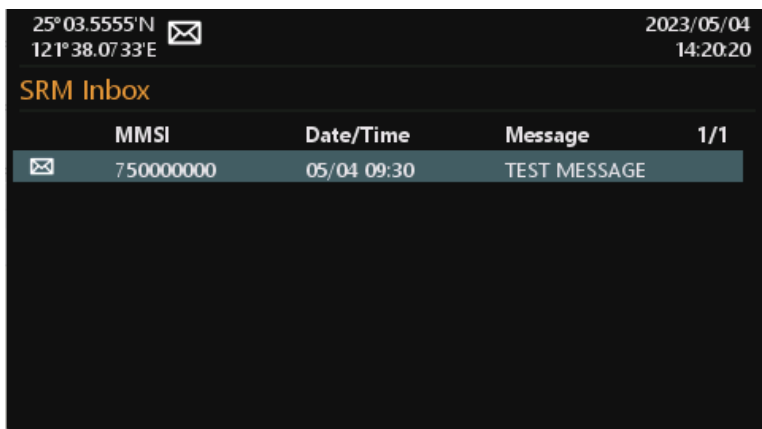 25°03.5555'N
121°38.0733'E
2023/05/04
14:20:20
SRM Inbox
MMSI Date/Time Message 1/1
750000000 05/04 09:30 TEST MESSAGE